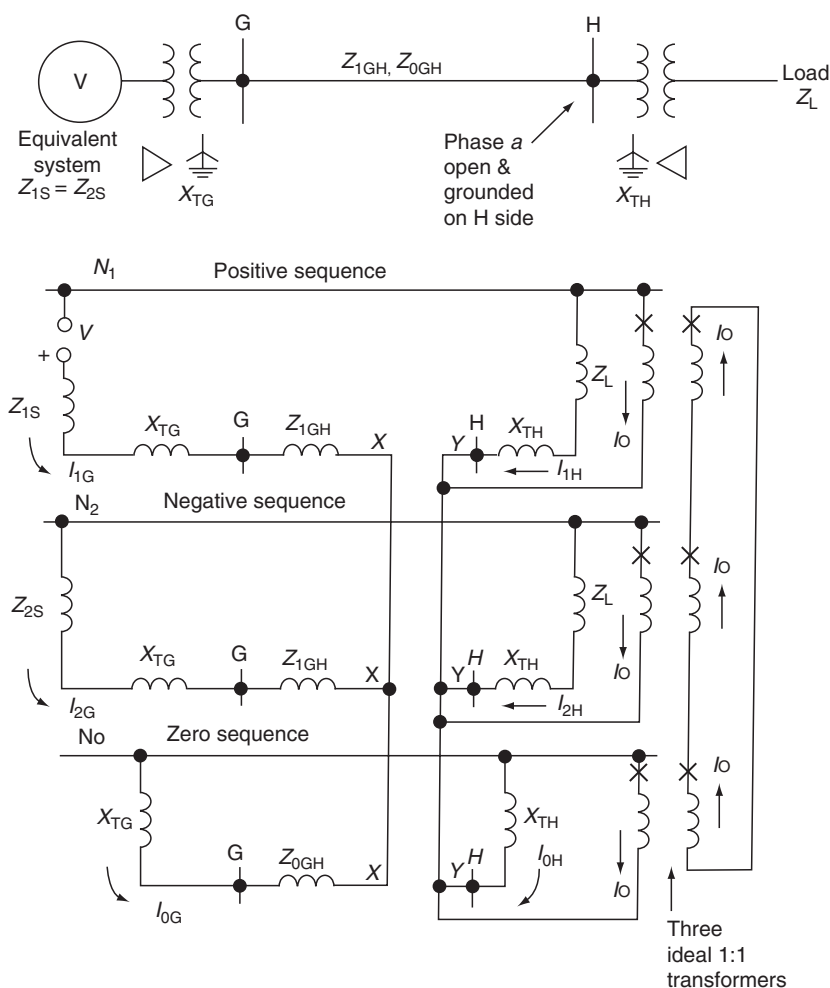 G
H
V
Z1GH, Z0GH
Load
ZL
Equivalent
system
Z1S = Z2S
XTG
Phase a
open &
grounded
on H side
XTH
N1
Positive sequence
V
+
Z1S
XTG
G
Z1GH
X
I1G
Y
H
XTH
I1H
ZL
IO
IO
N2
Negative sequence
Z2S
XTG
G
Z1GH
X
I2G
Y
H
XTH
I2H
ZL
IO
IO
No
Zero sequence
XTG
G
Z0GH
X
I0G
Y
H
XTH
I0H
IO
IO
Three
ideal 1:1
transformers